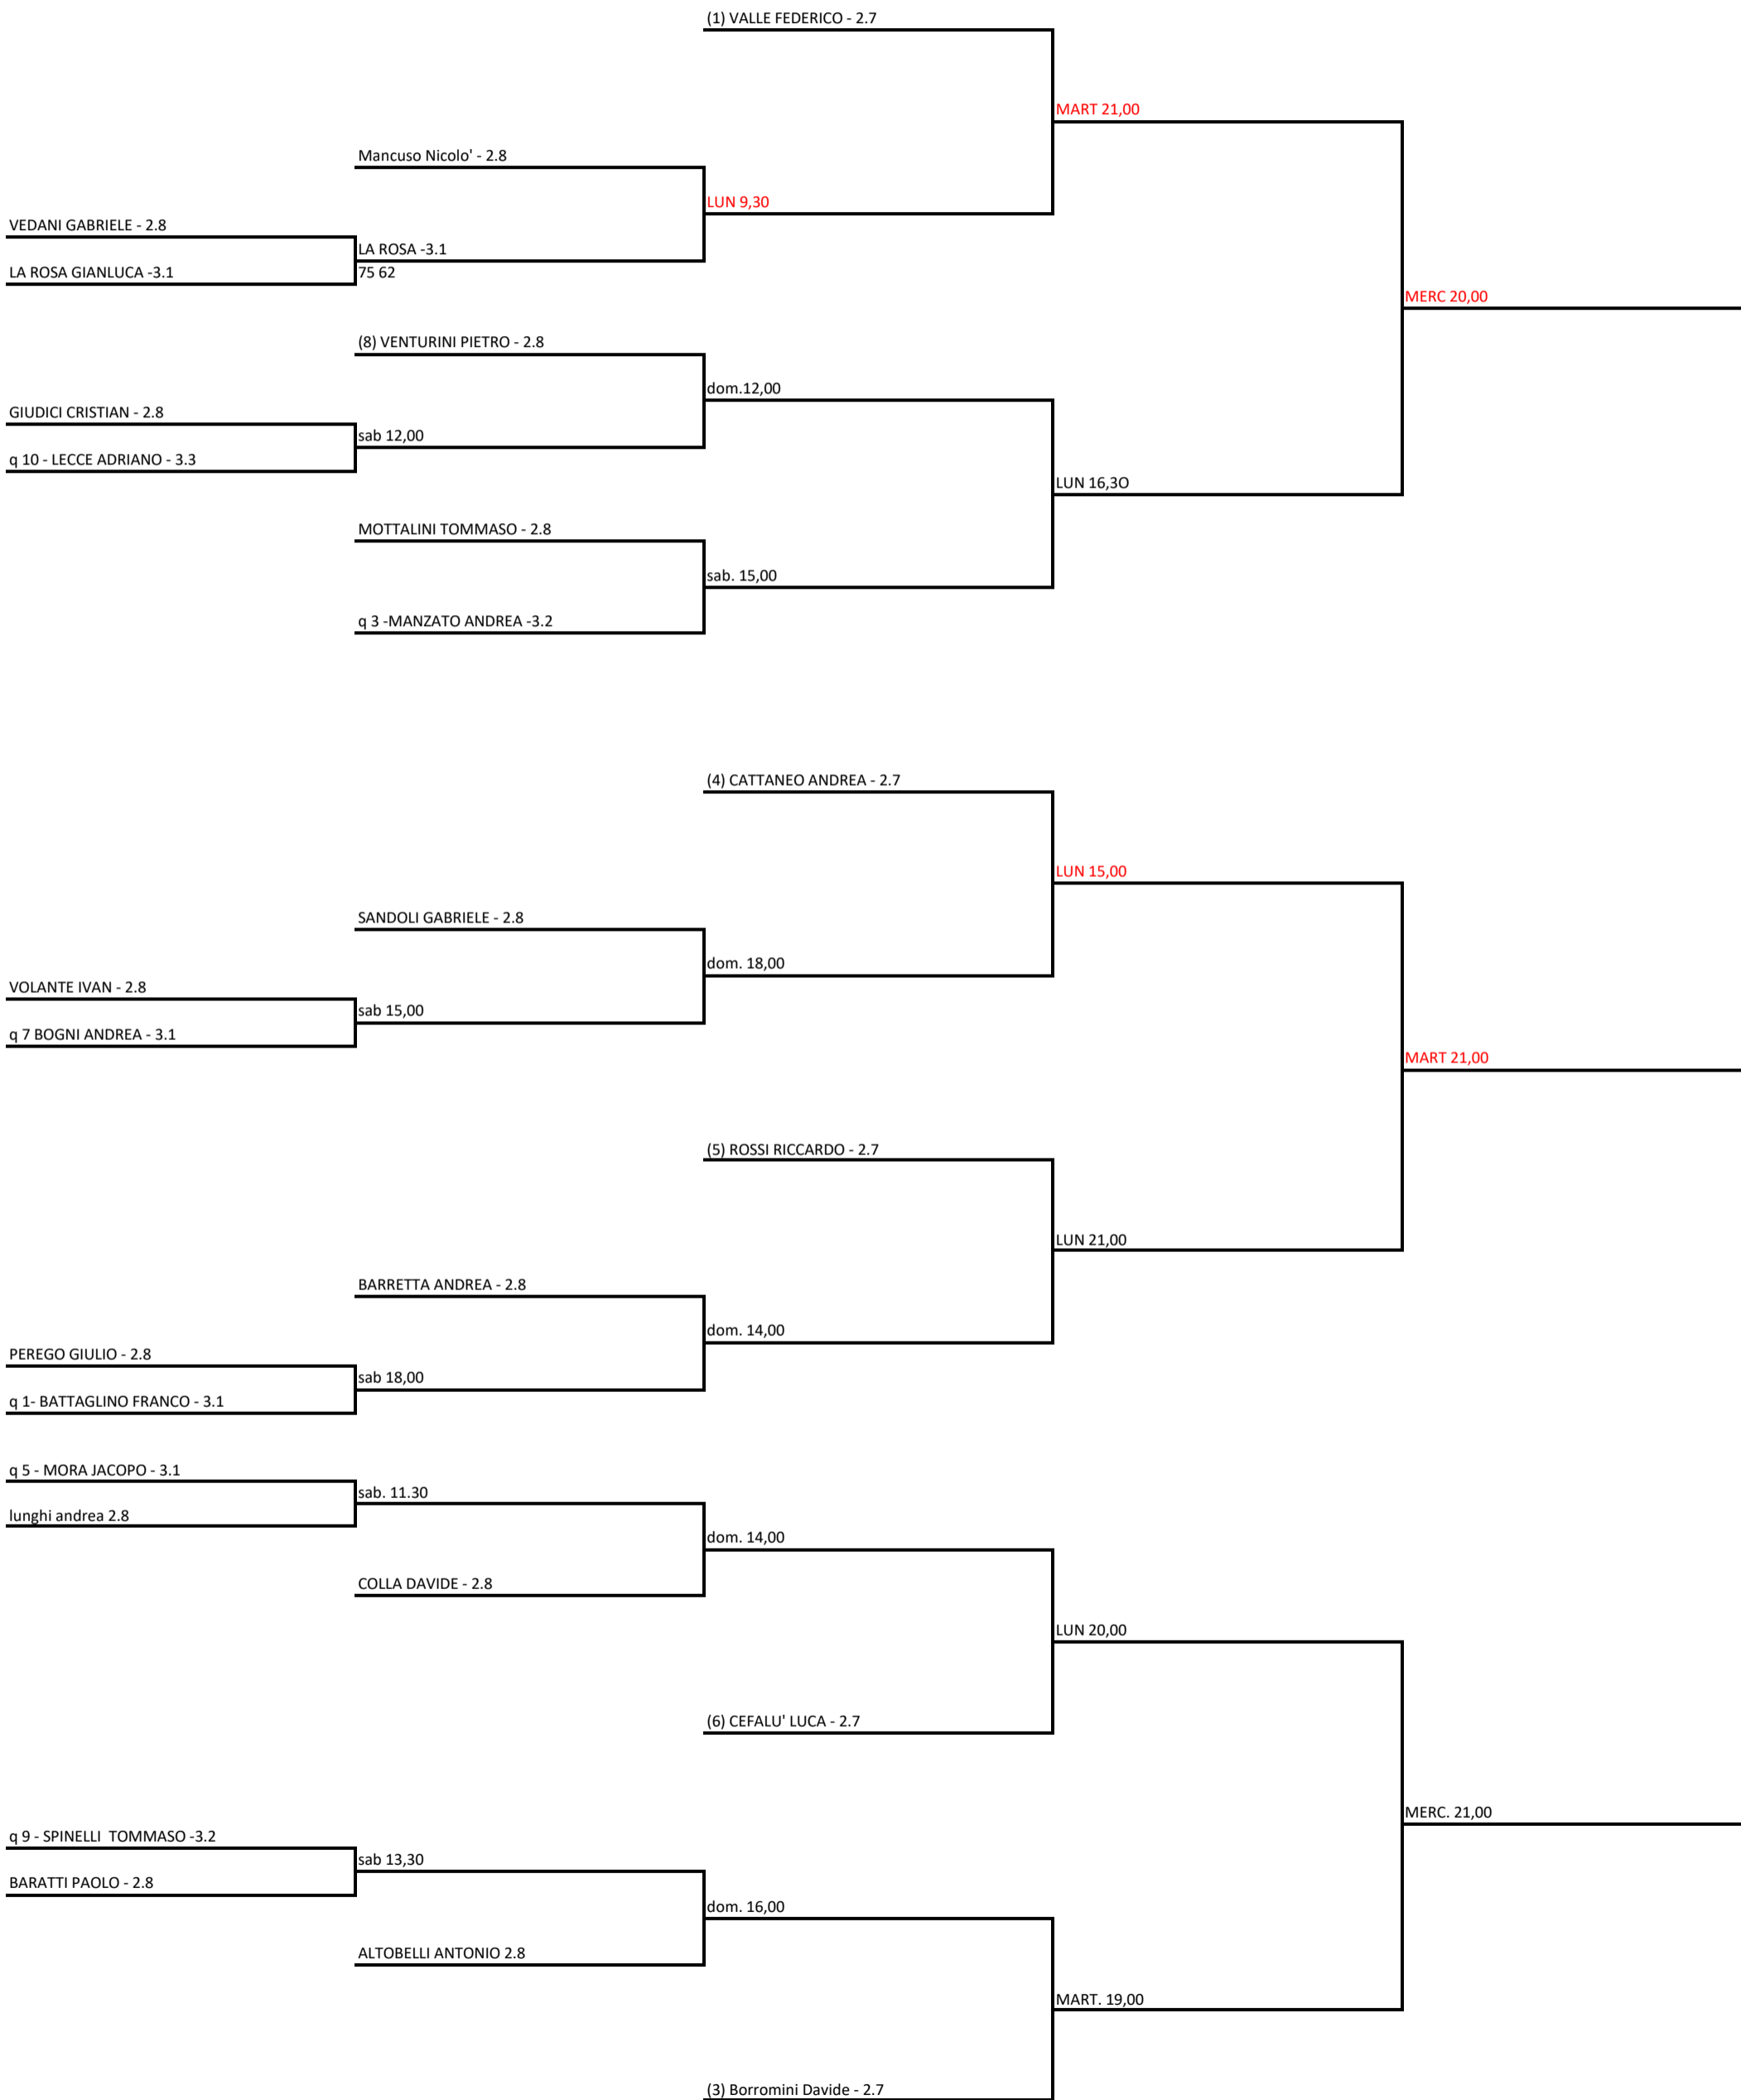 (1) VALLE FEDERICO - 2.7
MART 21,00
Mancuso Nicolo' - 2.8
LUN 9,30
VEDANI GABRIELE - 2.8
LA ROSA -3.1
LA ROSA GIANLUCA -3.1
75 62
MERC 20,00
(8) VENTURINI PIETRO - 2.8
dom.12,00
GIUDICI CRISTIAN - 2.8
sab 12,00
q 10 - LECCE ADRIANO - 3.3
LUN 16,3O
MOTTALINI TOMMASO - 2.8
sab. 15,00
q 3 -MANZATO ANDREA -3.2
(4) CATTANEO ANDREA - 2.7
LUN 15,00
SANDOLI GABRIELE - 2.8
dom. 18,00
VOLANTE IVAN - 2.8
sab 15,00
q 7 BOGNI ANDREA - 3.1
MART 21,00
(5) ROSSI RICCARDO - 2.7
LUN 21,00
BARRETTA ANDREA - 2.8
dom. 14,00
PEREGO GIULIO - 2.8
sab 18,00
q 1- BATTAGLINO FRANCO - 3.1
q 5 - MORA JACOPO - 3.1
sab. 11.30
lunghi andrea 2.8
dom. 14,00
COLLA DAVIDE - 2.8
LUN 20,00
(6) CEFALU' LUCA - 2.7
MERC. 21,00
q 9 - SPINELLI  TOMMASO -3.2
sab 13,30
BARATTI PAOLO - 2.8
dom. 16,00
ALTOBELLI ANTONIO 2.8
MART. 19,00
(3) Borromini Davide - 2.7